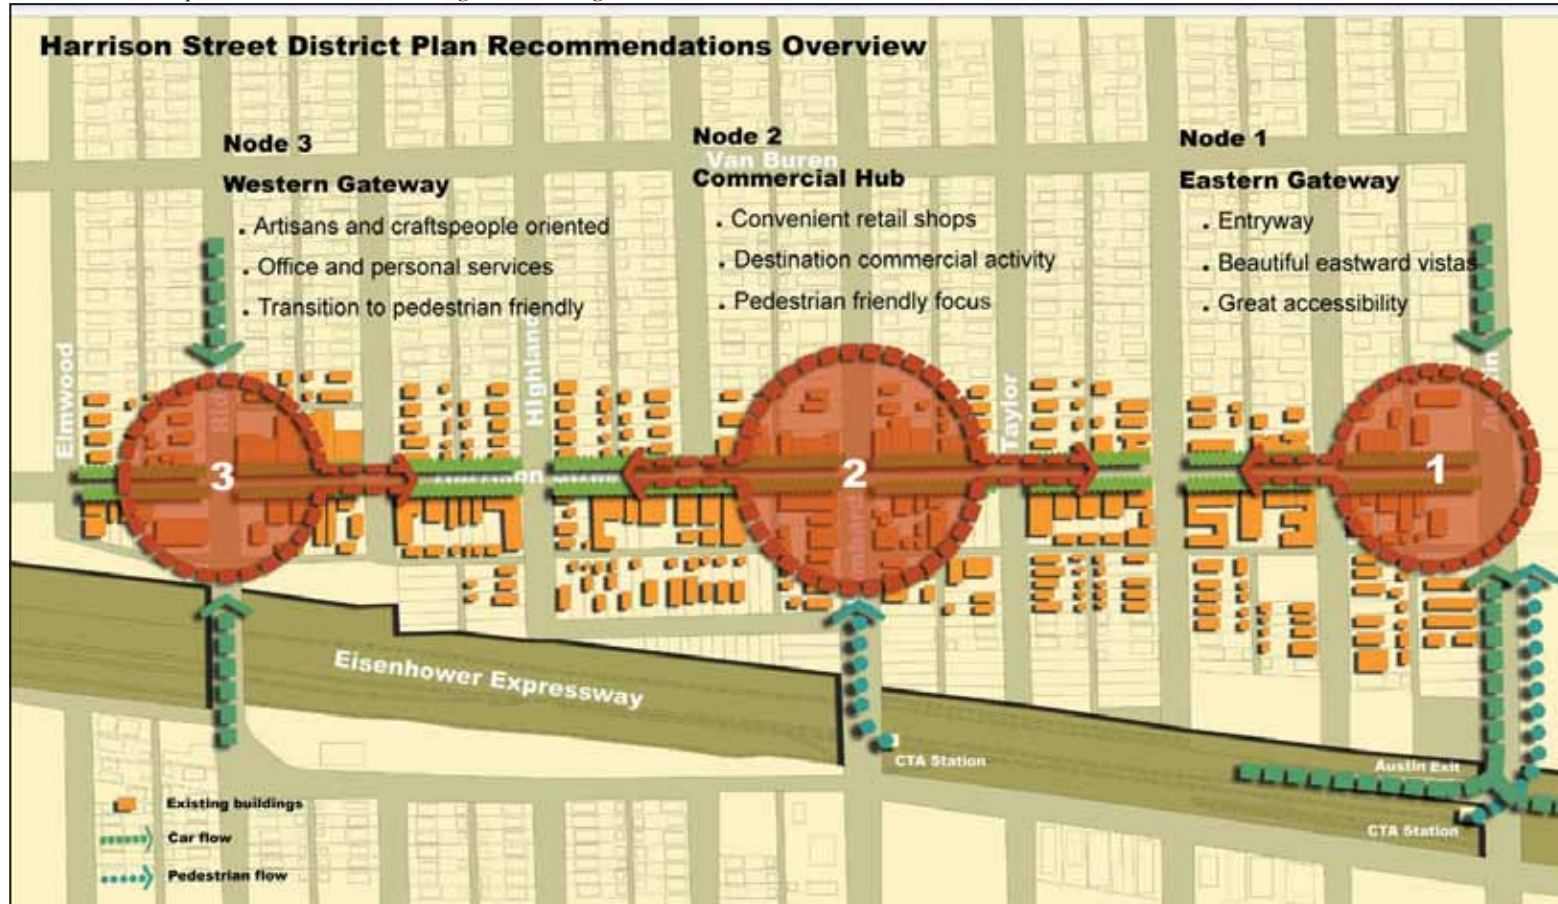 Harrison Street District Plan Recommendations Overview
Node 3
Western Gateway
. Artisans and craftspeople oriented
. Office and personal services
. Transition to pedestrian friendly
Node 2
Van Buren
Commercial Hub
. Convenient retail shops
. Destination commercial activity
. Pedestrian friendly focus
Node 1
Eastern Gateway
. Entryway
. Beautiful eastward vistas
. Great accessibility
Elmwood
Highland
Taylor
3
2
1
Eisenhower Expressway
CTA Station
Austin Exit
CTA Station
Existing buildings
Car flow
Pedestrian flow